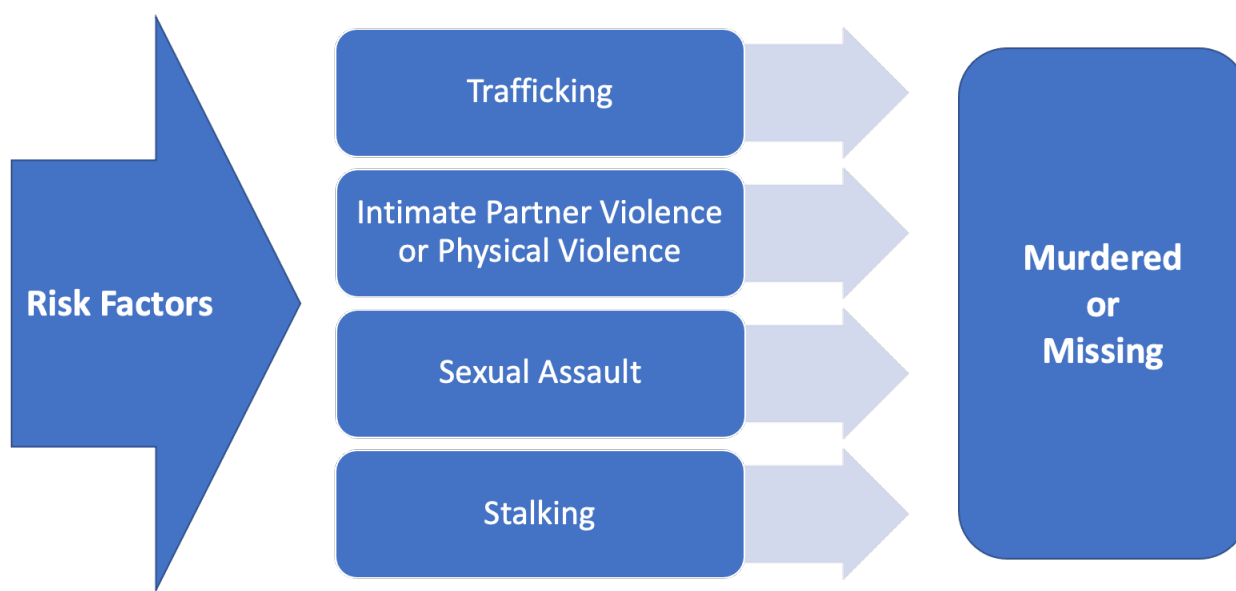 Risk Factors
Trafficking
Intimate Partner Violence
or Physical Violence
Sexual Assault
Stalking
Murdered
or
Missing